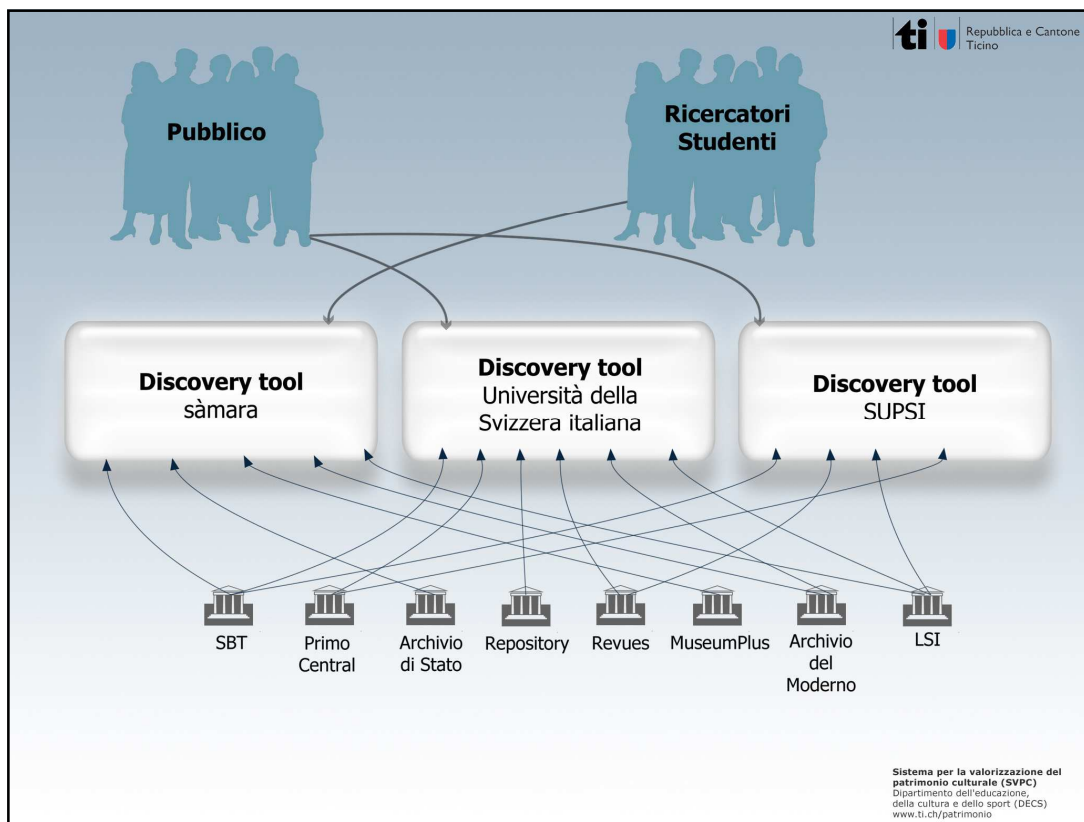 ti
Repubblica e Cantone
Ticino
Pubblico
Ricercatori
Studenti
Discovery tool
sàmara
Discovery tool
Università della
Svizzera italiana
Discovery tool
SUPSI
SBT
Primo
Central
Archivio
di Stato
Repository
Revues
MuseumPlus
Archivio
del
Moderno
LSI
Sistema per la valorizzazione del
patrimonio culturale (SVPC)
Dipartimento dell'educazione,
della cultura e dello sport (DECS)
www.ti.ch/patrimonio